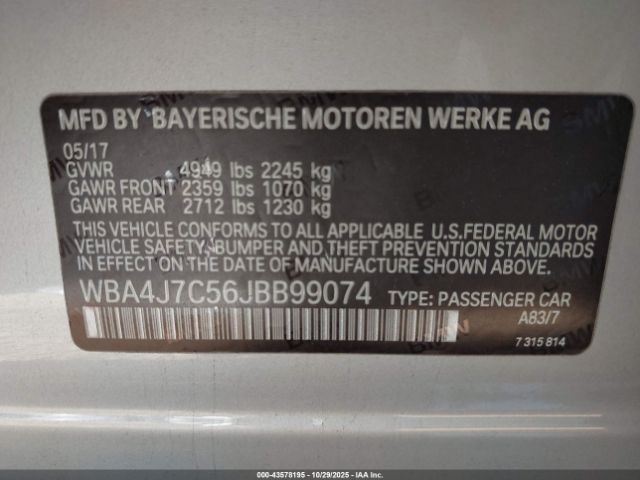 MFD BY BAYERISCHE MOTOREN WERKE AG
05/17
GVWR 4949 lbs 2245 kg
GAWR FRONT 2359 lbs 1070 kg
GAWR REAR 2712 lbs 1230 kg
THIS VEHICLE CONFORMS TO ALL APPLICABLE U.S.FEDERAL MOTOR
VEHICLE SAFETY, BUMPER AND THEFT PREVENTION STANDARDS
IN EFFECT ON THE DATE OF MANUFACTURE SHOWN ABOVE.
WBA4J7C56JBB99074 TYPE: PASSENGER CAR
A83/7
7 315 814
000-43578195 - 10/29/2025 - IAAI.com